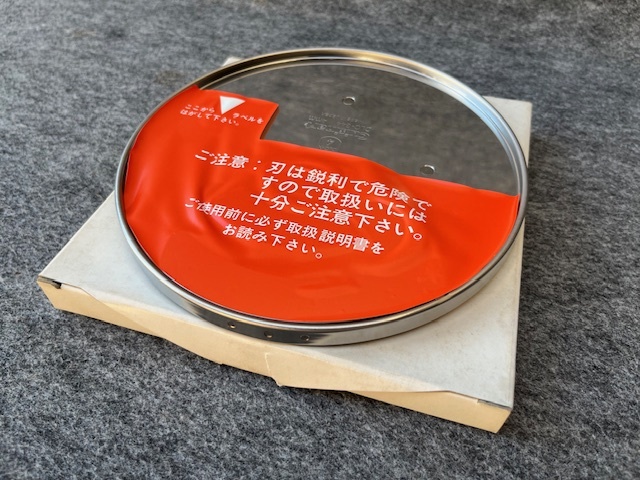 ここから ラベルを
はがして下さい。
ご注意：刃は鋭利で危険で
すので取扱いには
十分ご注意下さい。
ご使用前に必ず取扱説明書を
お読み下さい。